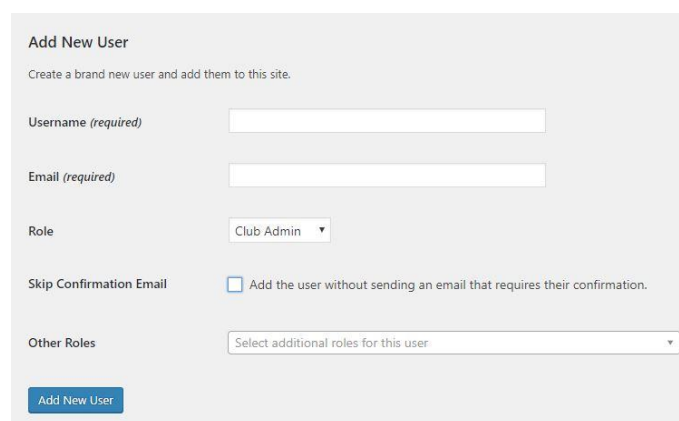 Add New User
Create a brand new user and add them to this site.
Username (required)
Email (required)
Role
Club Admin
Skip Confirmation Email
Add the user without sending an email that requires their confirmation.
Other Roles
Select additional roles for this user
Add New User